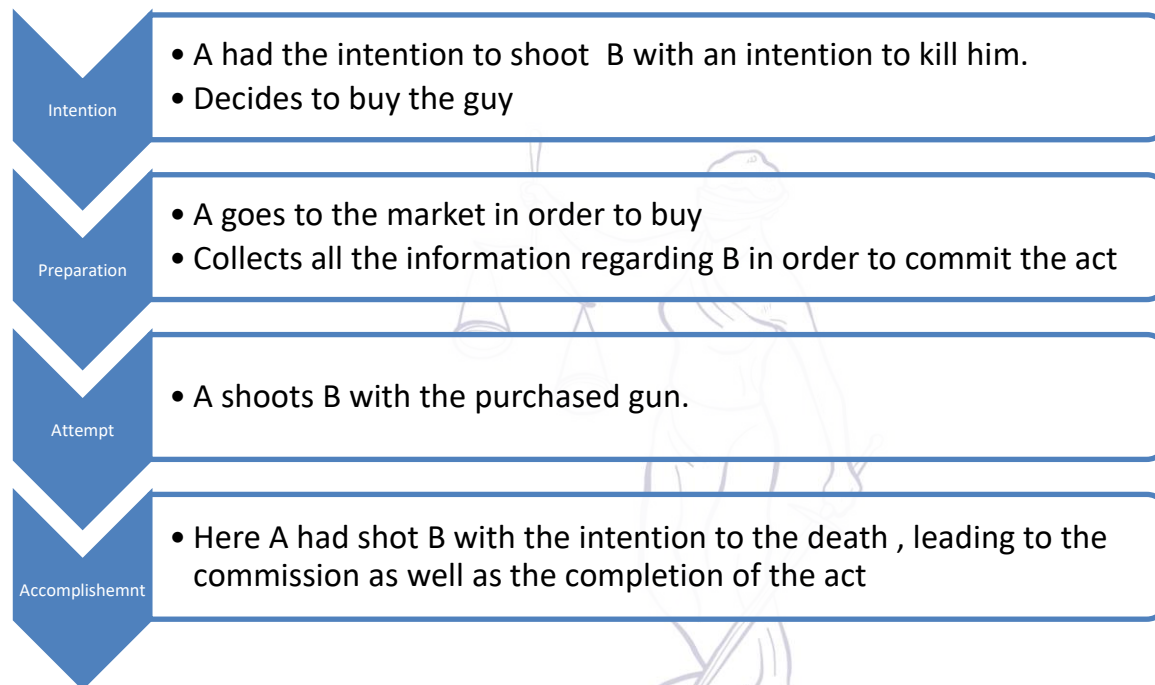 Intention
• A had the intention to shoot B with an intention to kill him.
• Decides to buy the guy
Preparation
• A goes to the market in order to buy
• Collects all the information regarding B in order to commit the act
Attempt
• A shoots B with the purchased gun.
Accomplishemnt
• Here A had shot B with the intention to the death , leading to the
commission as well as the completion of the act